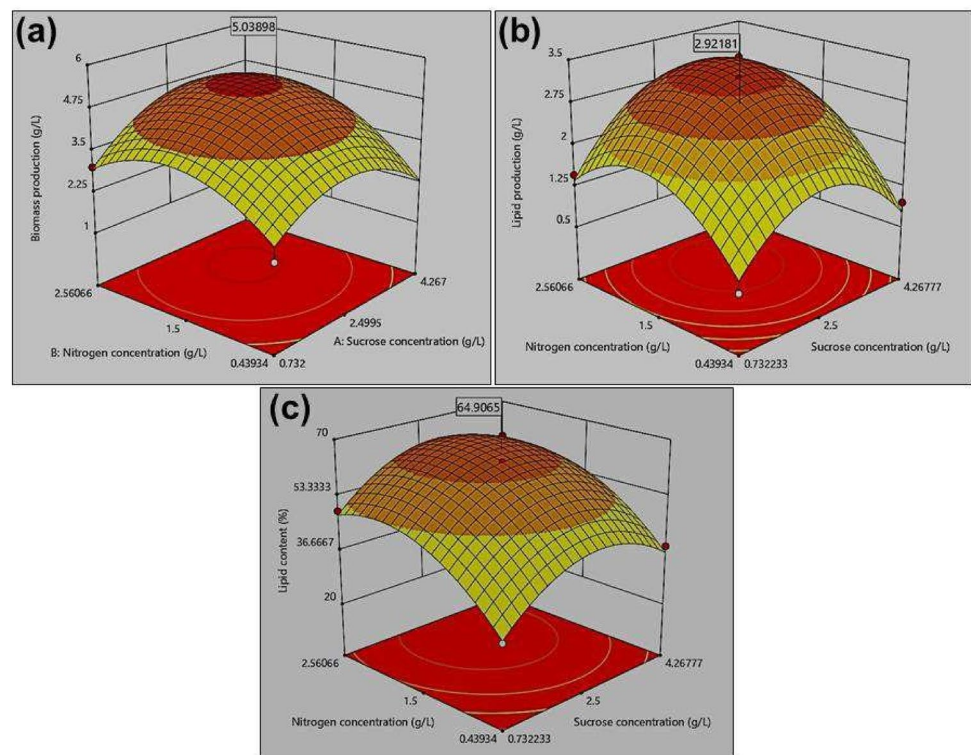 (a)
5.03898
6
4.75
3.5
2.25
1
Biomass production (g/L)
2.56066
1.5
0.43934
B: Nitrogen concentration (g/L)
0.732
2.4995
4.267
A: Sucrose concentration (g/L)
(b)
2.92181
3.5
2.75
2
1.25
0.5
Lipid production (g/L)
2.56066
1.5
0.43934
Nitrogen concentration (g/L)
0.732233
2.5
4.26777
Sucrose concentration (g/L)
(c)
64.9065
70
53.3333
36.6667
20
Lipid content (%)
2.56066
1.5
0.43934
Nitrogen concentration (g/L)
0.732233
2.5
4.26777
Sucrose concentration (g/L)